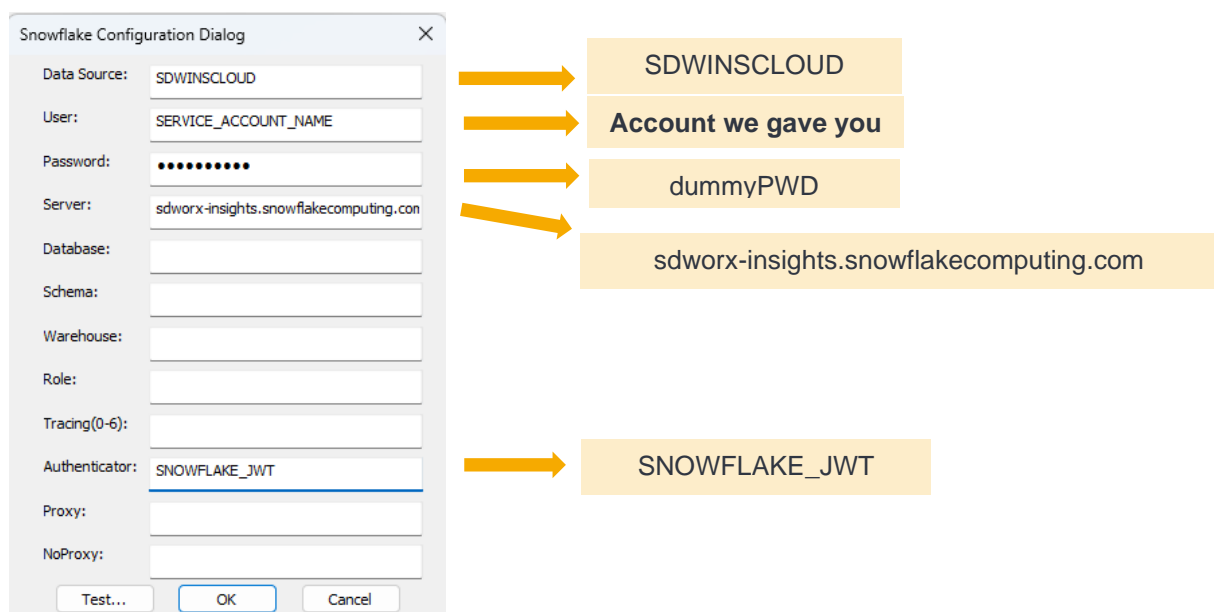 Snowflake Configuration Dialog
Data Source: SDWINSCLOUD
SDWINSCLOUD
User: SERVICE_ACCOUNT_NAME
Account we gave you
Password: ●●●●●●●●●●
dummyPWD
Server: sdworx-insights.snowflakecomputing.con
sdworx-insights.snowflakecomputing.com
Database:
Schema:
Warehouse:
Role:
Tracing(0-6):
Authenticator: SNOWFLAKE_JWT
SNOWFLAKE_JWT
Proxy:
NoProxy:
Test... OK Cancel